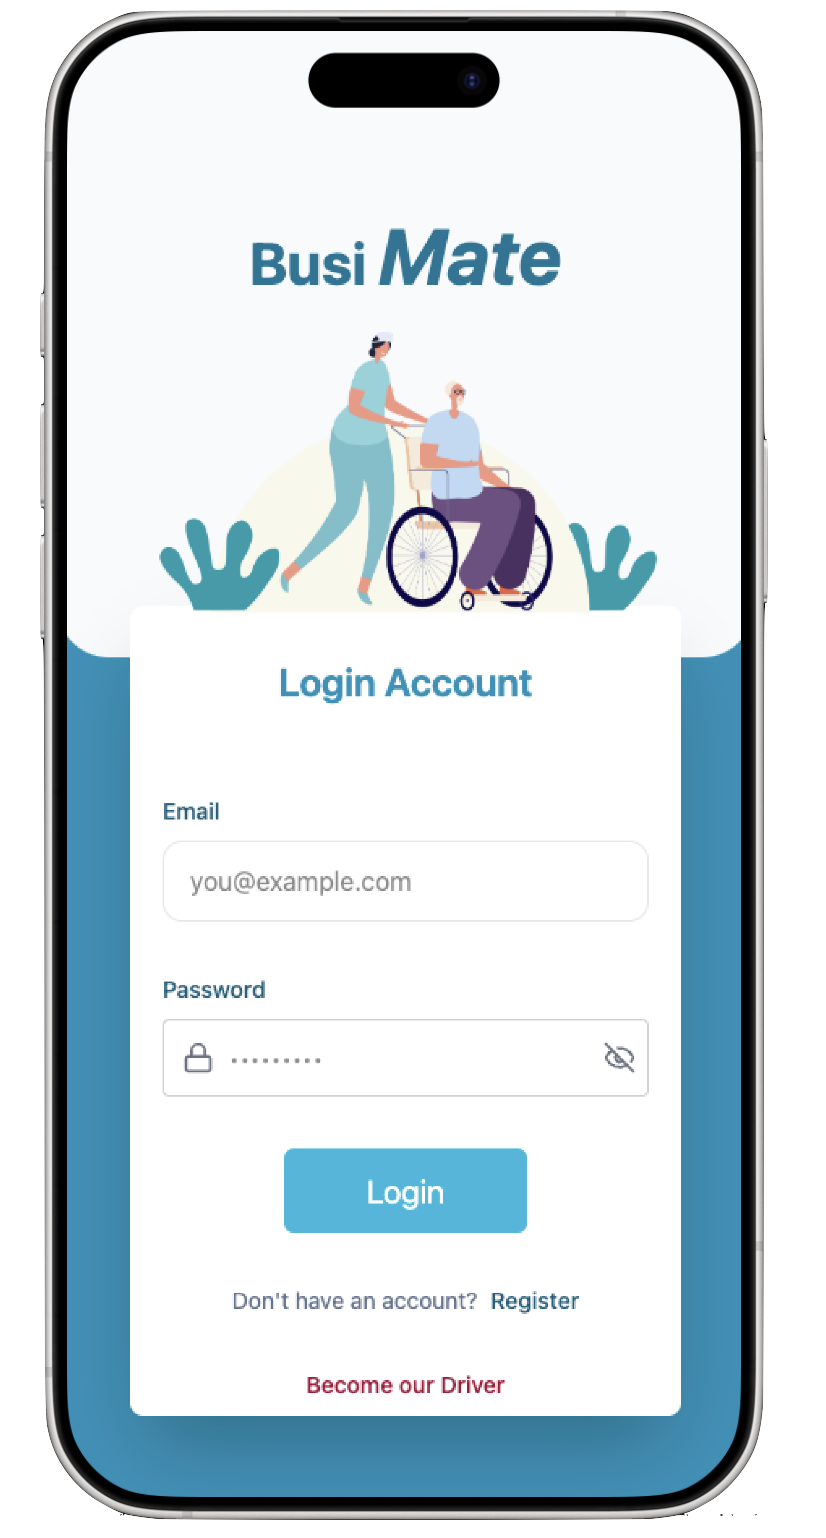 Busi Mate
Login Account
Email
you@example.com
Password
•••••••••
Login
Don't have an account? Register
Become our Driver